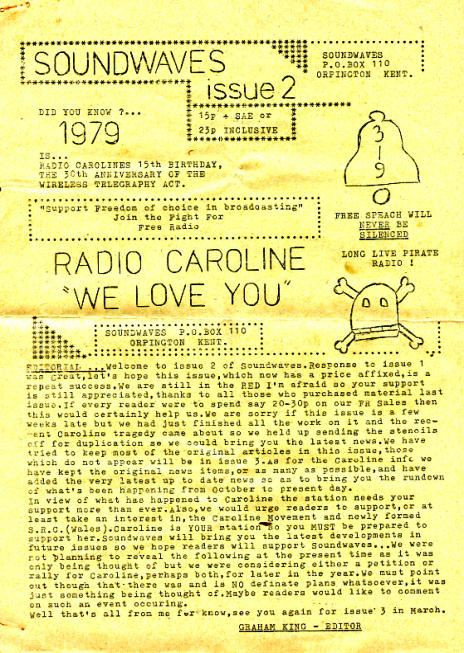 SOUNDWAVES
issue 2
SOUNDWAVES
P.O.BOX 110
ORPINGTON KENT.
DID YOU KNOW ?...
1979
15p + SAE or
23p INCLUSIVE
IS...
RADIO CAROLINES 15th BIRTHDAY,
THE 30th ANNIVERSARY OF THE
WIRELESS TELEGRAPHY ACT.
319
"Support Freedom of choice in broadcasting"
Join the Fight For
Free Radio
FREE SPEACH WILL
NEVER BE
SILENCED
LONG LIVE PIRATE
RADIO !
RADIO CAROLINE
"WE LOVE YOU"
SOUNDWAVES P.O.BOX 110
ORPINGTON KENT.
EDITORIAL...Welcome to issue 2 of Soundwaves.Response to issue 1
was great,let's hope this issue,which now has a price affixed,is a
repeat success.We are still in the RED I'm afraid so your support
is still appreciated,thanks to all those who purchased material last
issue.If every reader were to spend say 20-30p on our FR Sales then
this would certainly help us.We are sorry if this issue is a few
weeks late but we had just finished all the work on it and the rec-
ent Caroline tragedy came about so we held up sending the stencils
off for duplication so we could bring you the latest news.We have
tried to keep most of the original articles in this issue,those
which do not appear will be in issue 3.As for the Caroline info we
have kept the original news items,or as many as possible,and have
added the very latest up to date news so as to bring you the rundown
of what's been happening from October to present day.
In view of what has happened to Caroline the station needs your
support more than ever.Also,we would urge readers to support,or at
least take an interest in,the Caroline Movement and newly formed
S.R.C.(Wales).Caroline is YOUR station so you MUST be prepared to
support her.Soundwaves will bring you the latest developments in
future issues so we hope readers will support Soundwaves...We were
not planning to reveal the following at the present time as it was
only being thought of but we were considering either a petition or
rally for Caroline,perhaps both,for later in the year.We must point
out though that there was and is NO definate plans whatsoever,it was
just something being thought of.Maybe readers would like to comment
on such an event occuring.
Well that's all from me for know,see you again for issue 3 in March.
GRAHAM KING - EDITOR